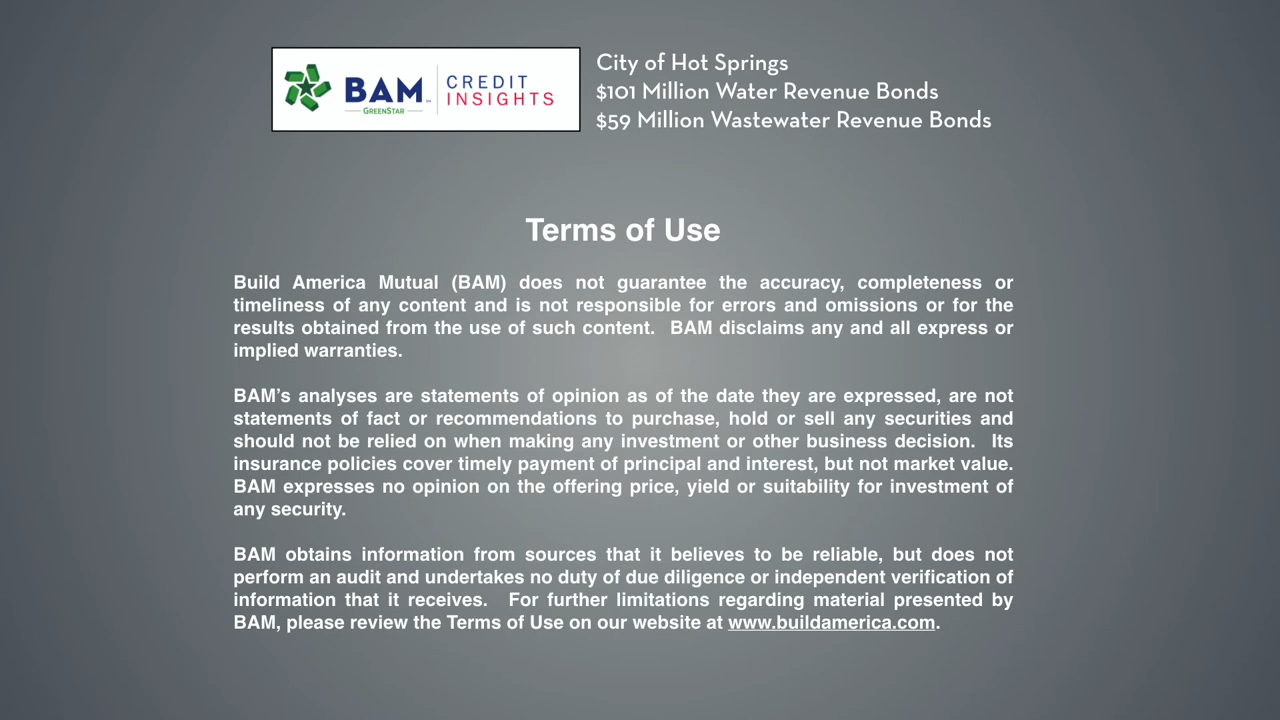 BAM
GREENSTAR
CREDIT
INSIGHTS
City of Hot Springs
$101 Million Water Revenue Bonds
$59 Million Wastewater Revenue Bonds
Terms of Use
Build America Mutual (BAM) does not guarantee the accuracy, completeness or
timeliness of any content and is not responsible for errors and omissions or for the
results obtained from the use of such content.  BAM disclaims any and all express or
implied warranties.
BAM’s analyses are statements of opinion as of the date they are expressed, are not
statements of fact or recommendations to purchase, hold or sell any securities and
should not be relied on when making any investment or other business decision.  Its
insurance policies cover timely payment of principal and interest, but not market value.
BAM expresses no opinion on the offering price, yield or suitability for investment of
any security.
BAM obtains information from sources that it believes to be reliable, but does not
perform an audit and undertakes no duty of due diligence or independent verification of
information that it receives.  For further limitations regarding material presented by
BAM, please review the Terms of Use on our website at www.buildamerica.com.